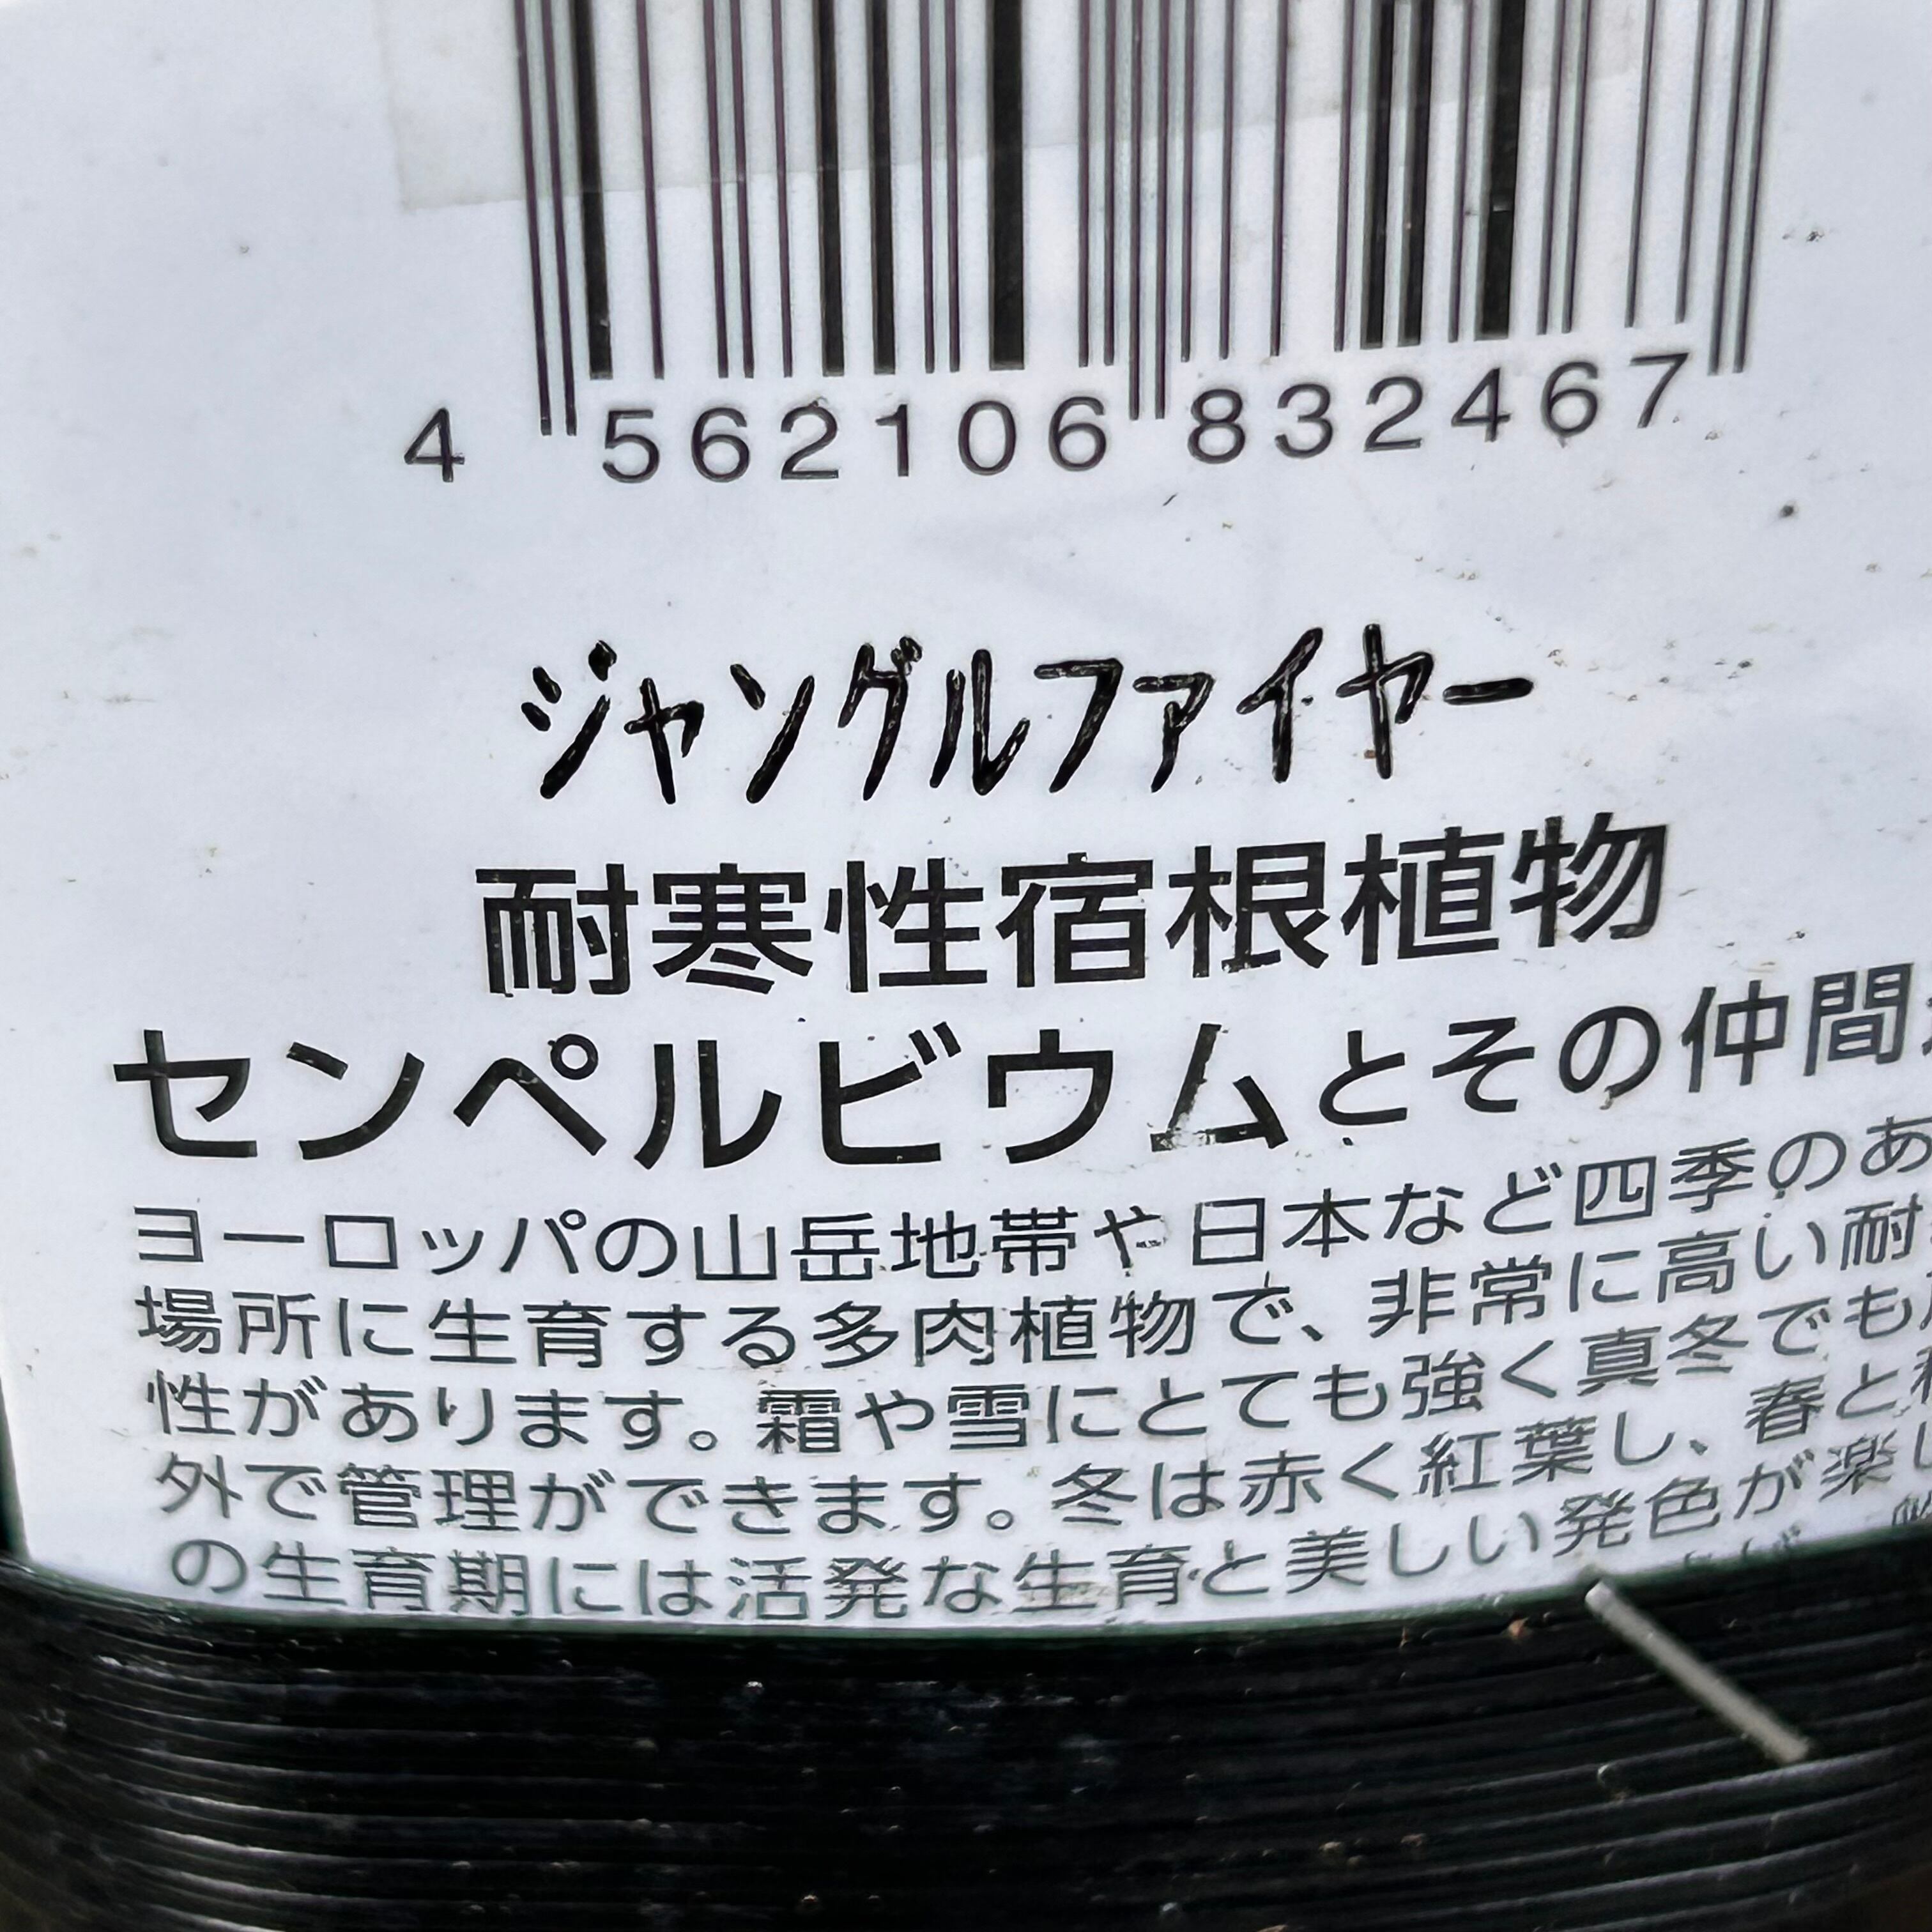 4 562106 832467
ジャングルファイヤー
耐寒性宿根植物
センペルビウムとその仲間
ヨーロッパの山岳地帯や日本など四季のあ
場所に生育する多肉植物で、非常に高い耐
性があります。霜や雪にとても強く真冬でも
外で管理ができます。冬は赤く紅葉し、春と
の生育期には活発な生育と美しい発色が楽し